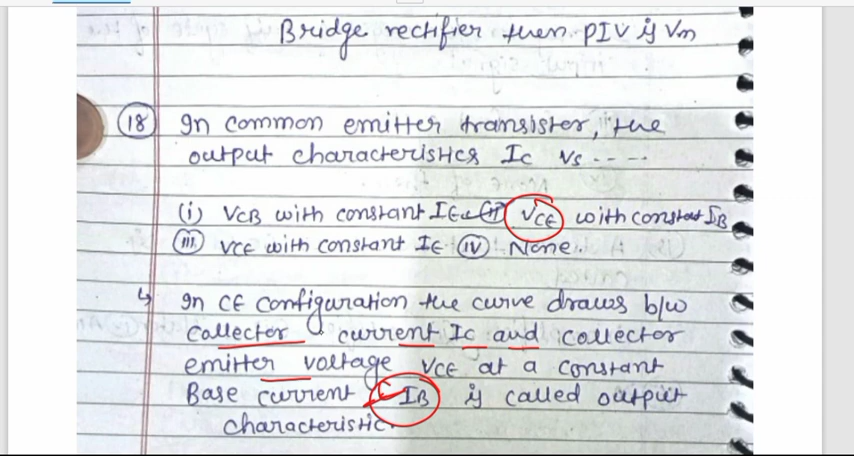 Bridge rectifier then PIV is Vm
18 In common emitter transistor, the
output characteristics Ic vs -----
(i) VCB with constant IE (ii) VCE with constant IB
(iii) VCE with constant IE (iv) None.
↳ In CE configuration the curve draws b/w
collector current Ic and collector
emitter voltage VCE at a constant
Base current IB is called output
characteristic.